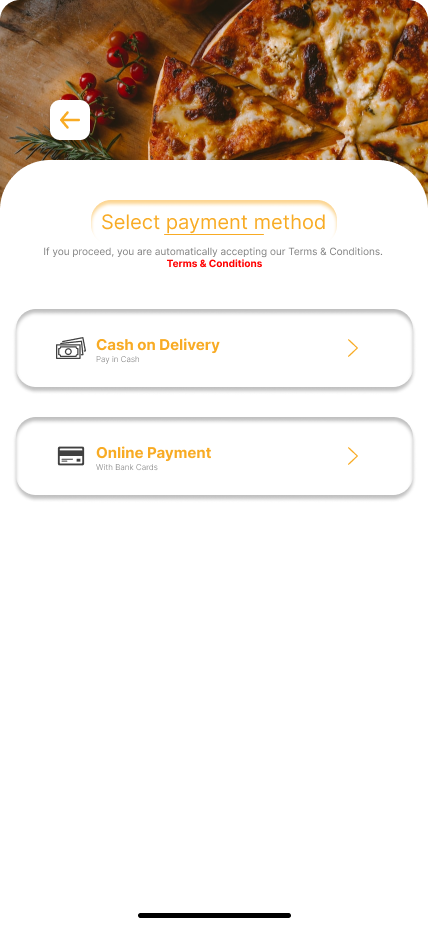 Select payment method
If you proceed, you are automatically accepting our Terms & Conditions.
Terms & Conditions
Cash on Delivery
Pay in Cash
Online Payment
With Bank Cards